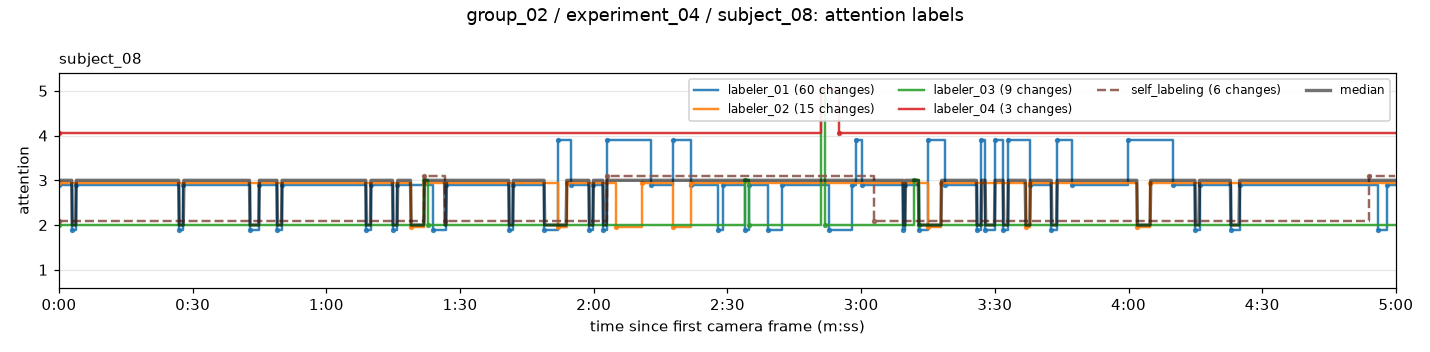 group_02 / experiment_04 / subject_08: attention labels
subject_08
labeler_01 (60 changes)
labeler_02 (15 changes)
labeler_03 (9 changes)
labeler_04 (3 changes)
self_labeling (6 changes)
median
attention
5
4
3
2
1
0:00 0:30 1:00 1:30 2:00 2:30 3:00 3:30 4:00 4:30 5:00
time since first camera frame (m:ss)